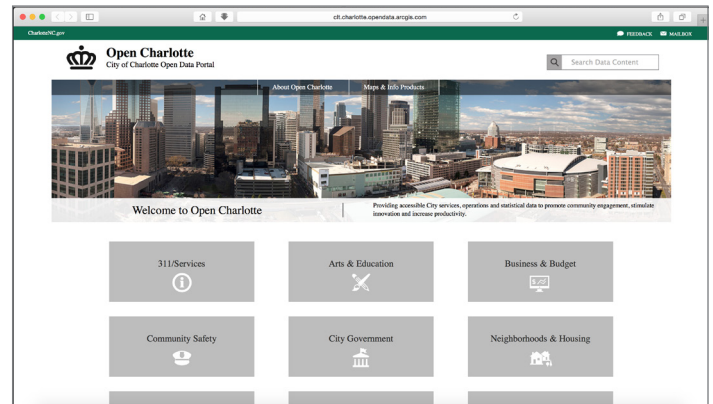 clt.charlotte.opendata.arcgis.com
CharlotteNC.gov
FEEDBACK MAILBOX
Open Charlotte
City of Charlotte Open Data Portal
Search Data Content
About Open Charlotte Maps & Info Products
Welcome to Open Charlotte
Providing accessible City services, operations and statistical data to promote community engagement, stimulate
innovation and increase productivity.
311/Services Arts & Education Business & Budget
Community Safety City Government Neighborhoods & Housing